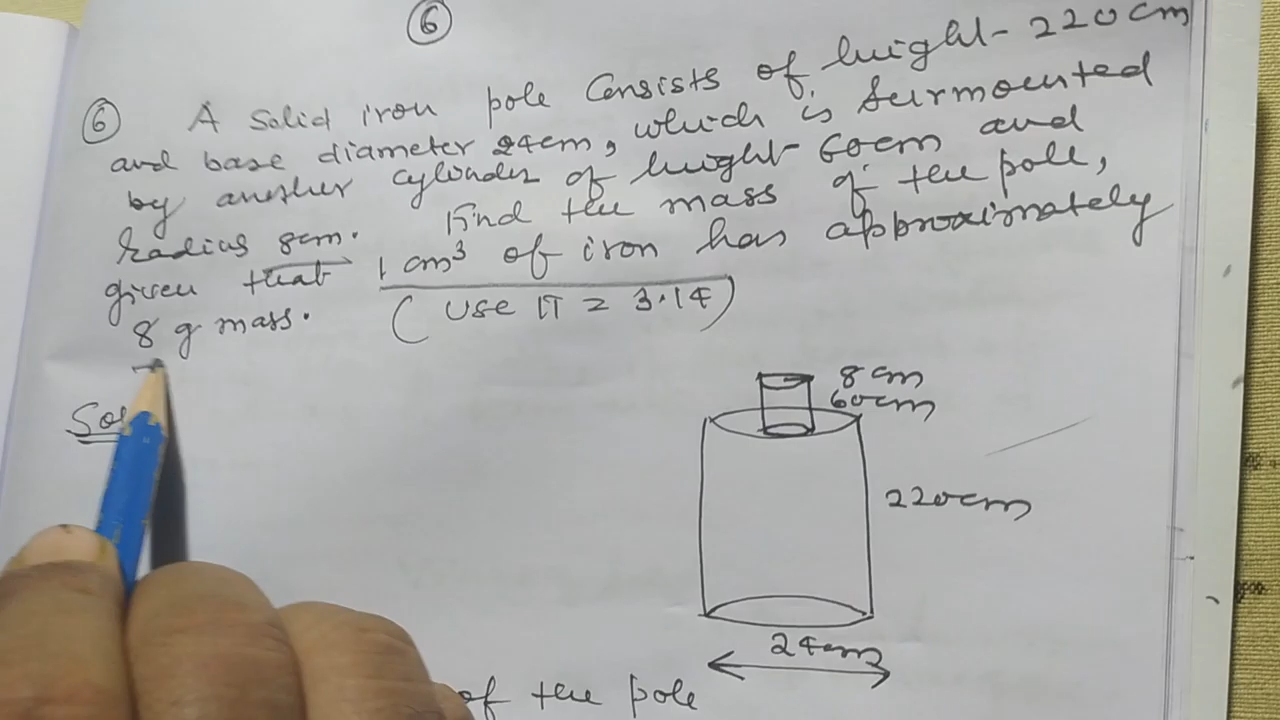 ⑥
⑥ A solid iron pole consists of height - 220cm
and base diameter 24cm, which is surmounted
by another cylinder of height 60cm and
radius 8cm. Find the mass of the pole,
given that 1 cm³ of iron has approximately
8 g mass. (use π = 3.14)
8 cm
60cm
Sol
220cm
24cm
of the pole